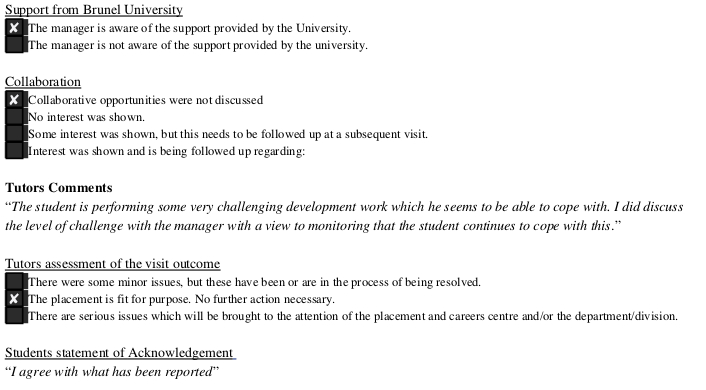 Support from Brunel University
The manager is aware of the support provided by the University.
The manager is not aware of the support provided by the university.
Collaboration
Collaborative opportunities were not discussed
No interest was shown.
Some interest was shown, but this needs to be followed up at a subsequent visit.
Interest was shown and is being followed up regarding:
Tutors Comments
“The student is performing some very challenging development work which he seems to be able to cope with. I did discuss
the level of challenge with the manager with a view to monitoring that the student continues to cope with this.”
Tutors assessment of the visit outcome
There were some minor issues, but these have been or are in the process of being resolved.
The placement is fit for purpose. No further action necessary.
There are serious issues which will be brought to the attention of the placement and careers centre and/or the department/division.
Students statement of Acknowledgement
“I agree with what has been reported”